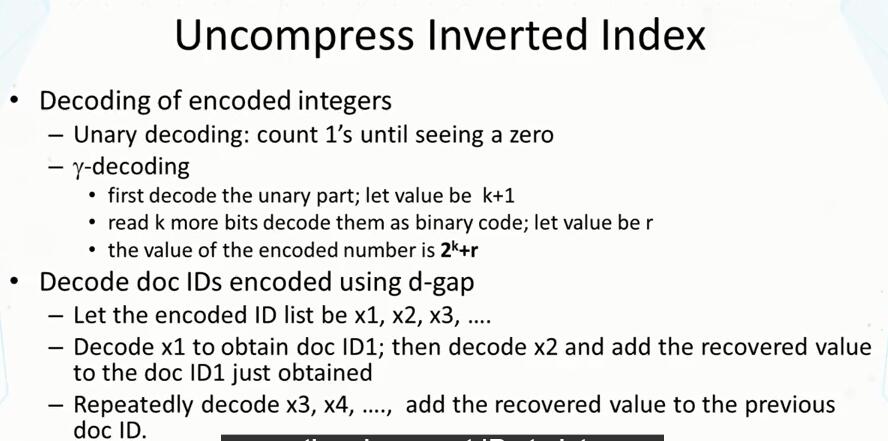 Uncompress Inverted Index
• Decoding of encoded integers
– Unary decoding: count 1's until seeing a zero
– γ-decoding
• first decode the unary part; let value be k+1
• read k more bits decode them as binary code; let value be r
• the value of the encoded number is 2ᵏ+r
• Decode doc IDs encoded using d-gap
– Let the encoded ID list be x1, x2, x3, ....
– Decode x1 to obtain doc ID1; then decode x2 and add the recovered value
to the doc ID1 just obtained
– Repeatedly decode x3, x4, ...., add the recovered value to the previous
doc ID.